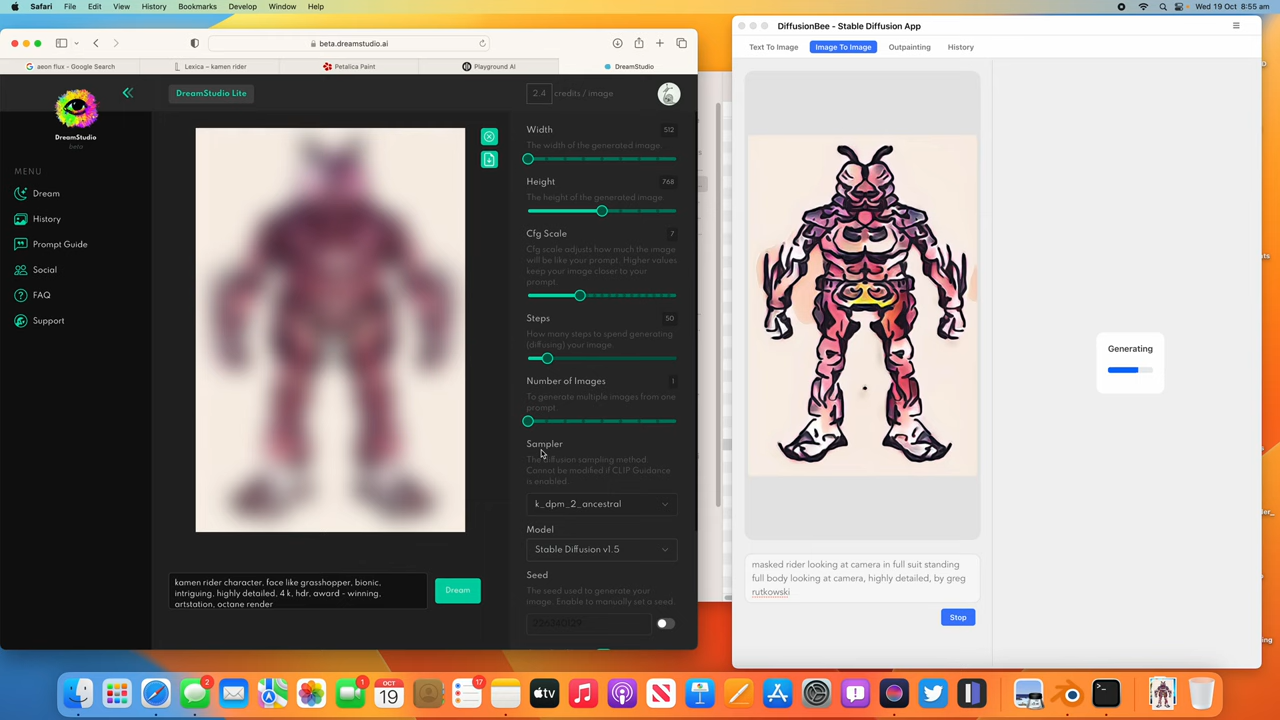 Safari File Edit View History Bookmarks Develop Window Help
Wed 19 Oct 8:55 am
beta.dreamstudio.ai
aeon flux - Google Search
Lexica – kamen rider
Petalica Paint
Playground AI
DreamStudio
DreamStudio
beta
MENU
Dream
History
Prompt Guide
Social
FAQ
Support
DreamStudio Lite
2.4 credits / image
Width 512
The width of the generated image.
Height 768
The height of the generated image.
Cfg Scale 7
Cfg scale adjusts how much the image
will be like your prompt. Higher values
keep your image closer to your
prompt.
Steps 50
How many steps to spend generating
(diffusing) your image.
Number of Images 1
To generate multiple images from one
prompt.
Sampler
The diffusion sampling method.
Cannot be modified if CLIP Guidance
is enabled.
k_dpm_2_ancestral
Model
Stable Diffusion v1.5
Seed
The seed used to generate your
image. Enable to manually set a seed.
kamen rider character, face like grasshopper, bionic,
intriguing, highly detailed, 4 k, hdr, award - winning,
artstation, octane render
Dream
DiffusionBee - Stable Diffusion App
Text To Image
Image To Image
Outpainting
History
Generating
masked rider looking at camera in full suit standing
full body looking at camera, highly detailed, by greg
rutkowski
Stop
2
1
OCT
19
17
tv